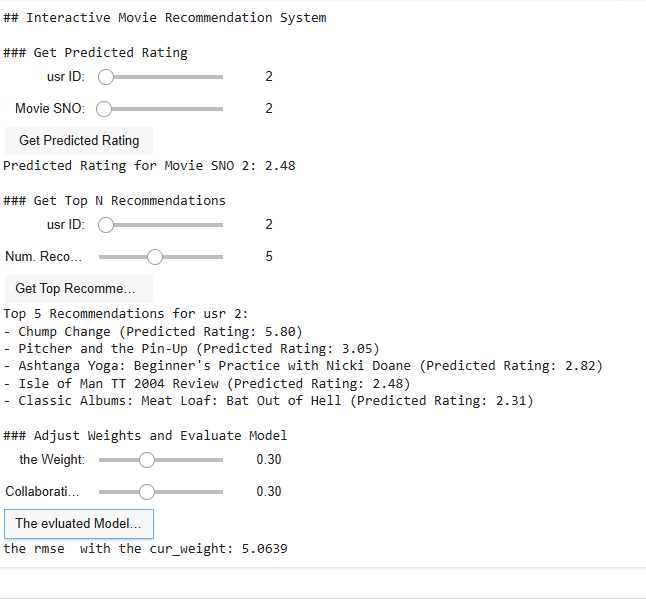 ## Interactive Movie Recommendation System
### Get Predicted Rating
usr ID: 2
Movie SNO: 2
Get Predicted Rating
Predicted Rating for Movie SNO 2: 2.48
### Get Top N Recommendations
usr ID: 2
Num. Reco... 5
Get Top Recomme...
Top 5 Recommendations for usr 2:
- Chump Change (Predicted Rating: 5.80)
- Pitcher and the Pin-Up (Predicted Rating: 3.05)
- Ashtanga Yoga: Beginner's Practice with Nicki Doane (Predicted Rating: 2.82)
- Isle of Man TT 2004 Review (Predicted Rating: 2.48)
- Classic Albums: Meat Loaf: Bat Out of Hell (Predicted Rating: 2.31)
### Adjust Weights and Evaluate Model
the Weight: 0.30
Collaborati... 0.30
The evluated Model...
the rmse  with the cur_weight: 5.0639